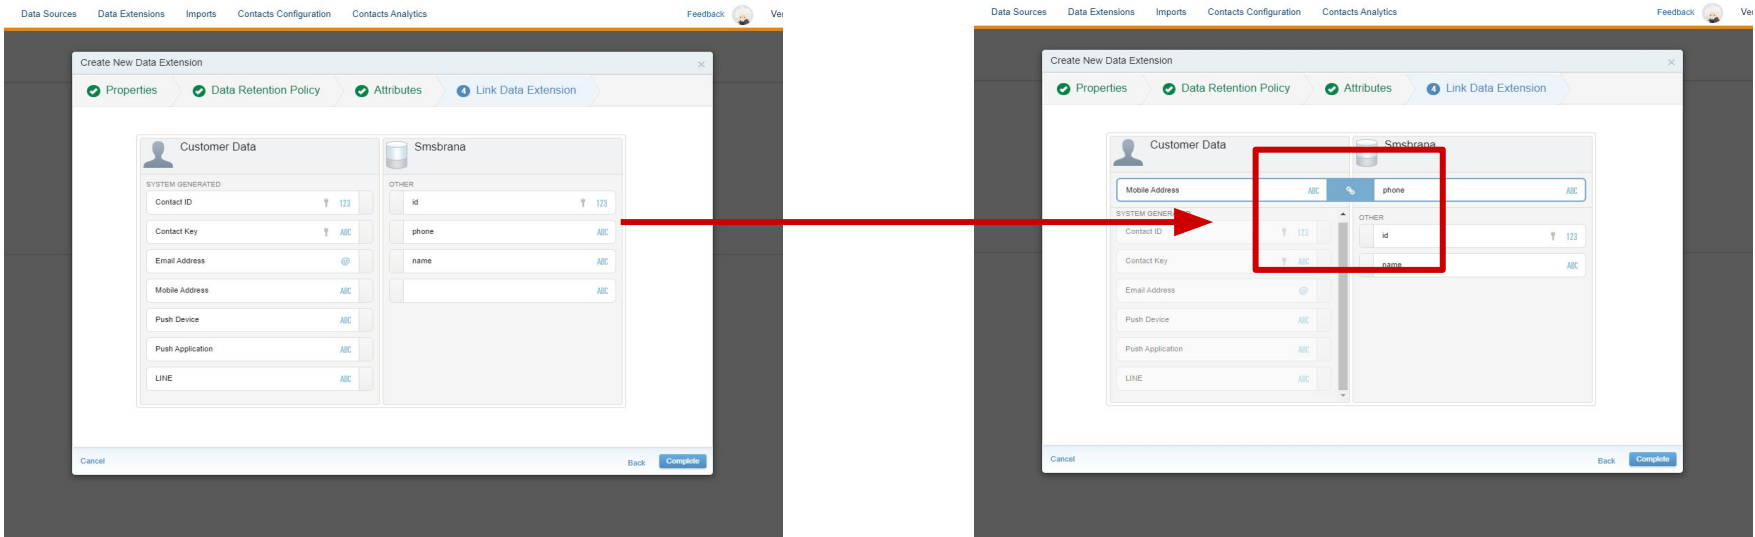 Data Sources Data Extensions Imports Contacts Configuration Contacts Analytics Feedback
Create New Data Extension ×
Properties Data Retention Policy Attributes 4 Link Data Extension
Customer Data Smsbrana
SYSTEM GENERATED OTHER
Contact ID 123 id 123
Contact Key ABC phone ABC
Email Address @ name ABC
Mobile Address ABC ABC
Push Device ABC
Push Application ABC
LINE ABC
Cancel Back Complete
Data Sources Data Extensions Imports Contacts Configuration Contacts Analytics Feedback
Create New Data Extension ×
Properties Data Retention Policy Attributes 4 Link Data Extension
Customer Data Smsbrana
Mobile Address ABC phone ABC
SYSTEM GENERATED OTHER
Contact ID 123 id 123
Contact Key ABC name ABC
Email Address @
Push Device ABC
Push Application ABC
LINE ABC
Cancel Back Complete